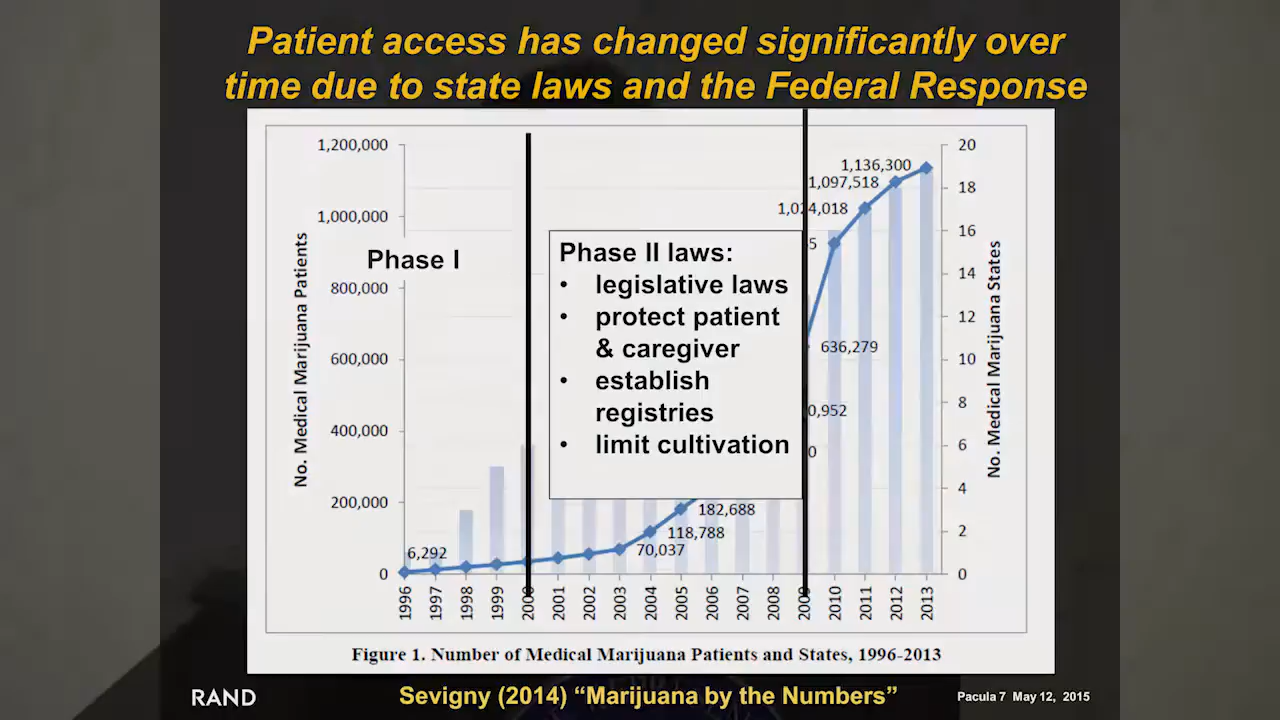 Patient access has changed significantly over
time due to state laws and the Federal Response
1,200,000
1,000,000
800,000
600,000
400,000
200,000
0
No. Medical Marijuana Patients
Phase I
Phase II laws:
• legislative laws
• protect patient
& caregiver
• establish
registries
• limit cultivation
6,292
70,037
118,788
182,688
636,279
1,097,518
1,136,300
20
18
16
14
12
10
8
6
4
2
0
No. Medical Marijuana States
1996
1997
1998
1999
2000
2001
2002
2003
2004
2005
2006
2007
2008
2009
2010
2011
2012
2013
Figure 1. Number of Medical Marijuana Patients and States, 1996-2013
RAND
Sevigny (2014) “Marijuana by the Numbers”
Pacula 7 May 12, 2015